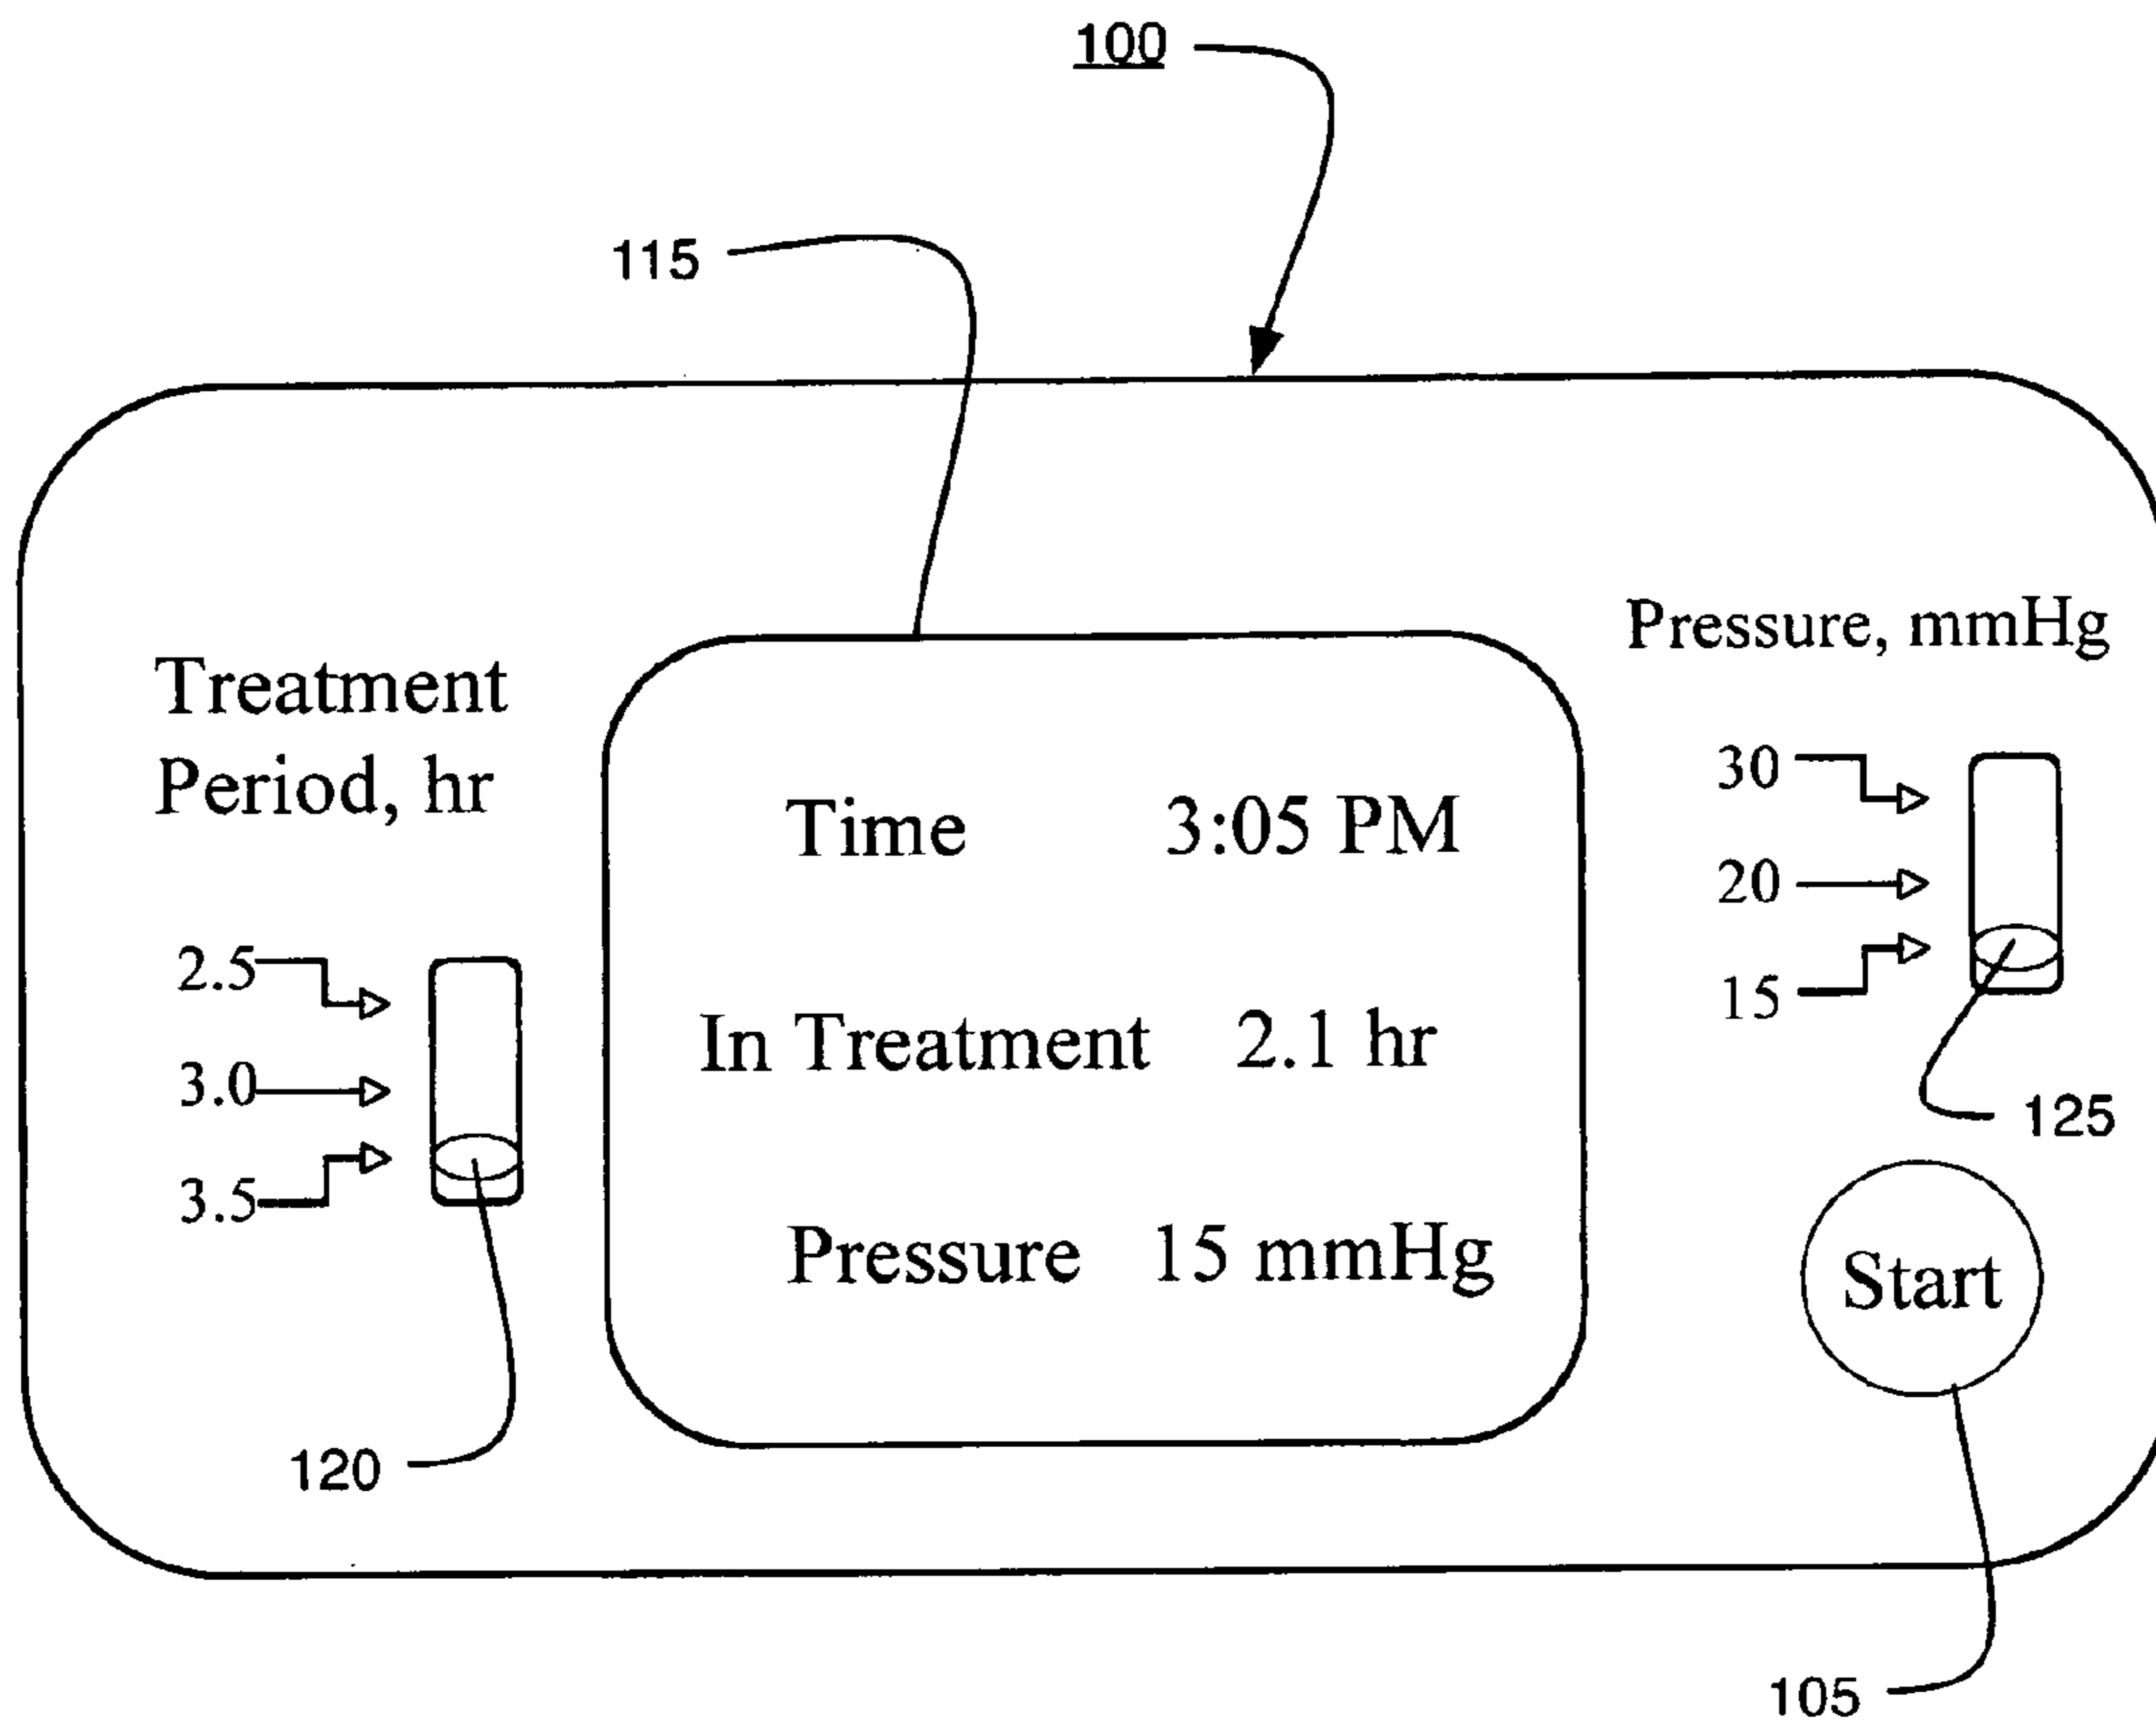 100
115
Pressure, mmHg
Treatment
Period, hr
30
Time 3:05 PM
20
2.5
15
In Treatment 2.1 hr
3.0
125
3.5
Pressure 15 mmHg
Start
120
105